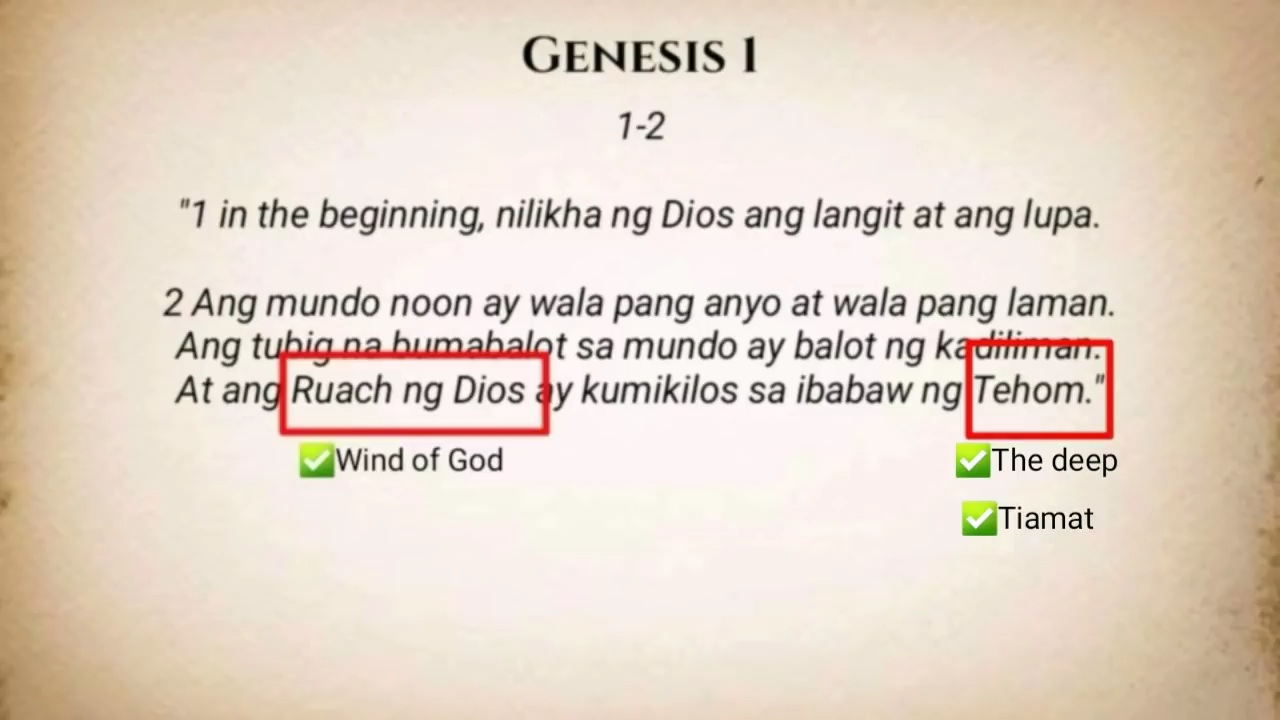 GENESIS 1
1-2
"1 in the beginning, nilikha ng Dios ang langit at ang lupa.
2 Ang mundo noon ay wala pang anyo at wala pang laman.
Ang tubig na bumabalot sa mundo ay balot ng kadiliman.
At ang Ruach ng Dios ay kumikilos sa ibabaw ng Tehom."
✅Wind of God ✅The deep
✅Tiamat